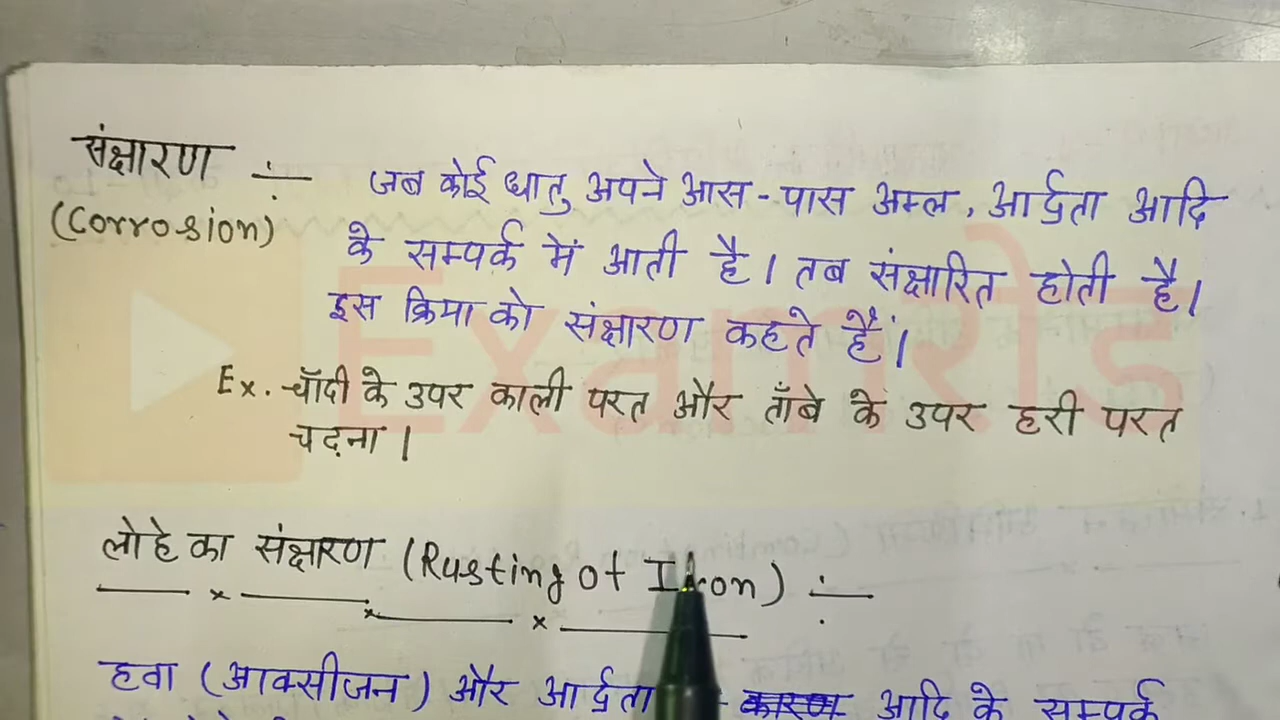 संक्षारण ÷ जब कोई धातु अपने आस-पास अम्ल, आर्द्रता आदि
(Corrosion) के सम्पर्क में आती है। तब संक्षारित होती है।
इस क्रिया को संक्षारण कहते हैं।
Ex. चाँदी के उपर काली परत और ताँबे के उपर हरी परत
चढ़ना।
लोहे का संक्षारण (Rusting of Iron) ÷
हवा (आक्सीजन) और आर्द्रता आदि के सम्पर्क
Examरोड